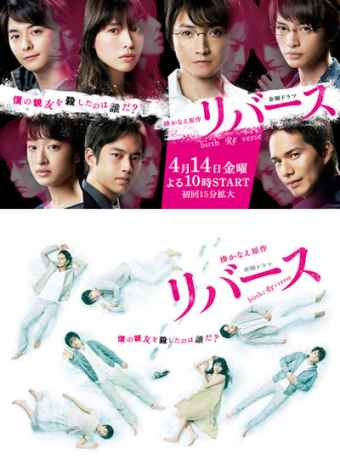 僕の親友を殺したのは誰だ?
湊かなえ原作
金曜ドラマ
リバース
birth Re verse
4月14日金曜
よる10時START
初回15分拡大
湊かなえ原作
金曜ドラマ
リバース
birth Re verse
僕の親友を殺したのは誰だ?